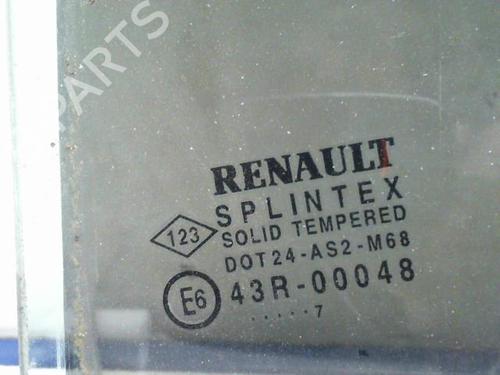 PARTS
RENAULT
SPLINTEX
123
SOLID TEMPERED
DOT24-AS2-M68
E6
43R-00048
.....7